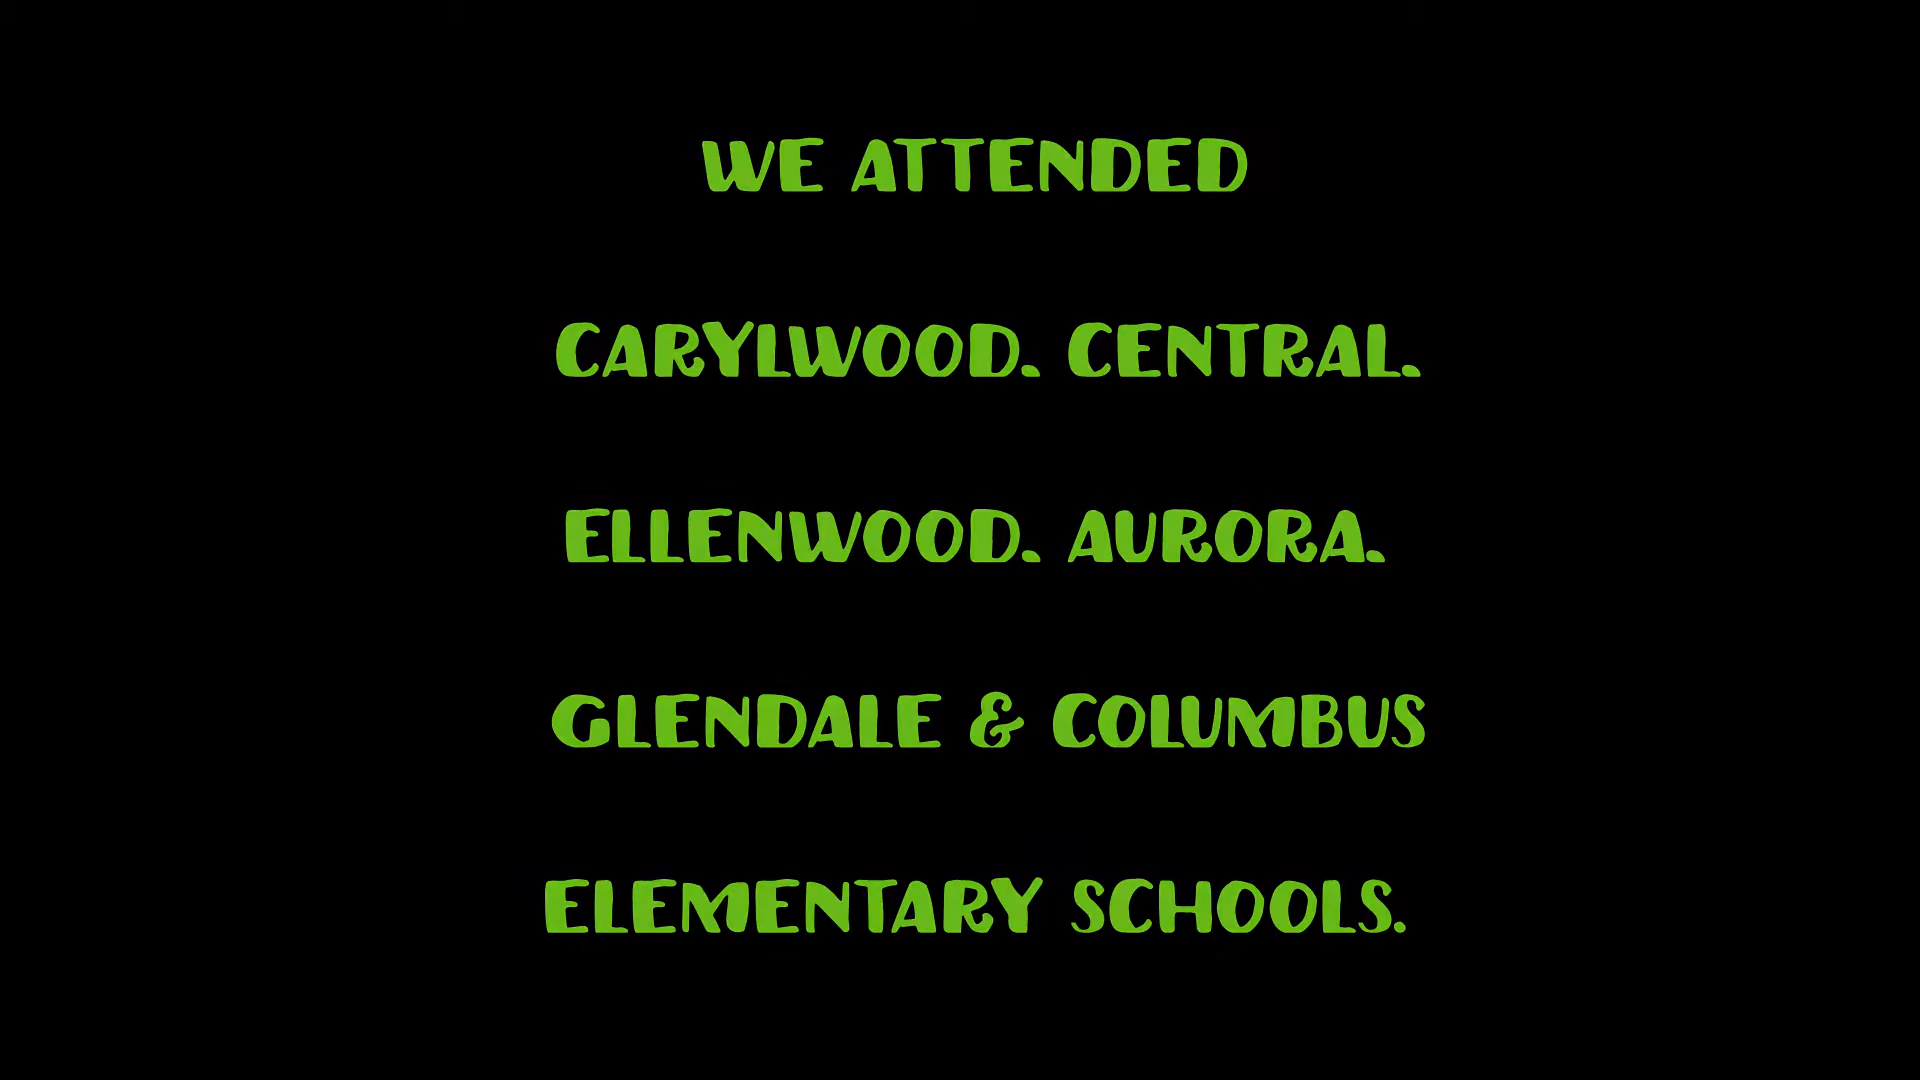 WE ATTENDED
CARYLWOOD. CENTRAL.
ELLENWOOD. AURORA.
GLENDALE & COLUMBUS
ELEMENTARY SCHOOLS.